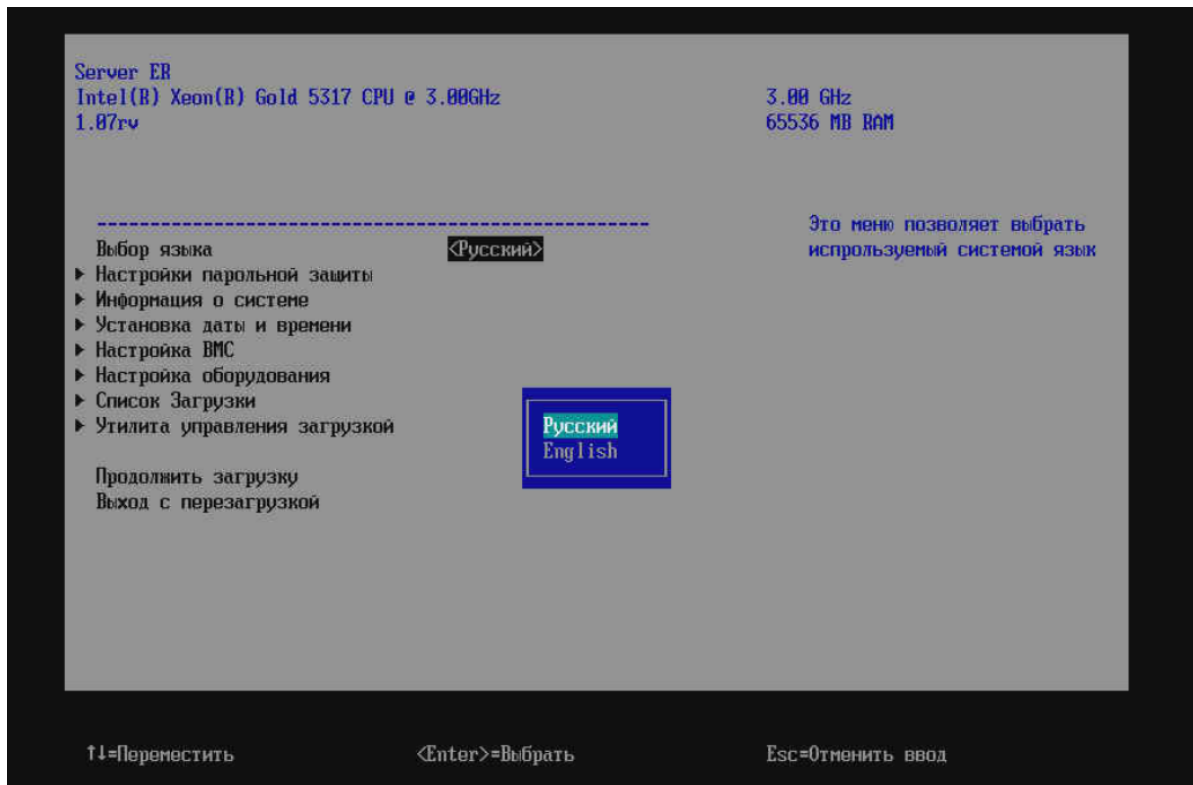 Server ER
Intel(R) Xeon(R) Gold 5317 CPU @ 3.00GHz 3.00 GHz
1.07rv 65536 MB RAM
Это меню позволяет выбрать
Выбор языка <Русский> испрользуемый системой язык
Настройки парольной защиты
Информация о системе
Установка даты и времени
Настройка BMC
Настройка оборудования
Список Загрузки
Утилита управления загрузкой
Русский
English
Продолжить загрузку
Выход с перезагрузкой
↑↓=Переместить <Enter>=Выбрать Esc=Отменить ввод